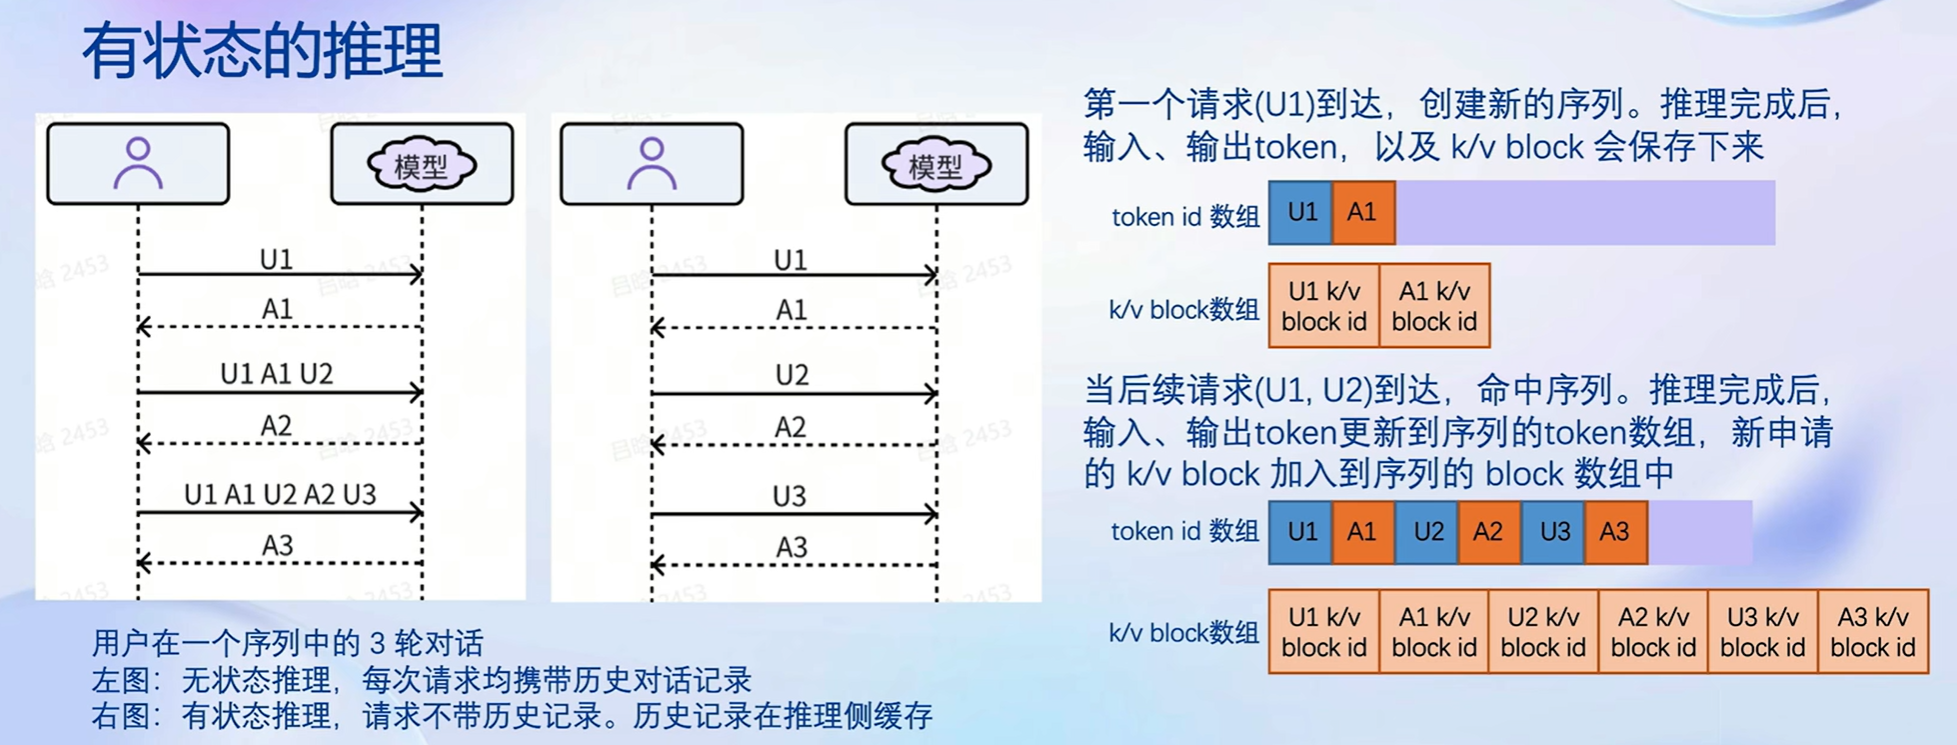 有状态的推理
模型
U1
A1
U1 A1 U2
A2
U1 A1 U2 A2 U3
A3
模型
U1
A1
U2
A2
U3
A3
用户在一个序列中的 3 轮对话
左图：无状态推理，每次请求均携带历史对话记录
右图：有状态推理，请求不带历史记录。历史记录在推理侧缓存
第一个请求(U1)到达，创建新的序列。推理完成后，
输入、输出token，以及 k/v block 会保存下来
token id 数组 U1 A1
k/v block数组 U1 k/v block id A1 k/v block id
当后续请求(U1, U2)到达，命中序列。推理完成后，
输入、输出token更新到序列的token数组，新申请
的 k/v block 加入到序列的 block 数组中
token id 数组 U1 A1 U2 A2 U3 A3
k/v block数组 U1 k/v block id A1 k/v block id U2 k/v block id A2 k/v block id U3 k/v block id A3 k/v block id